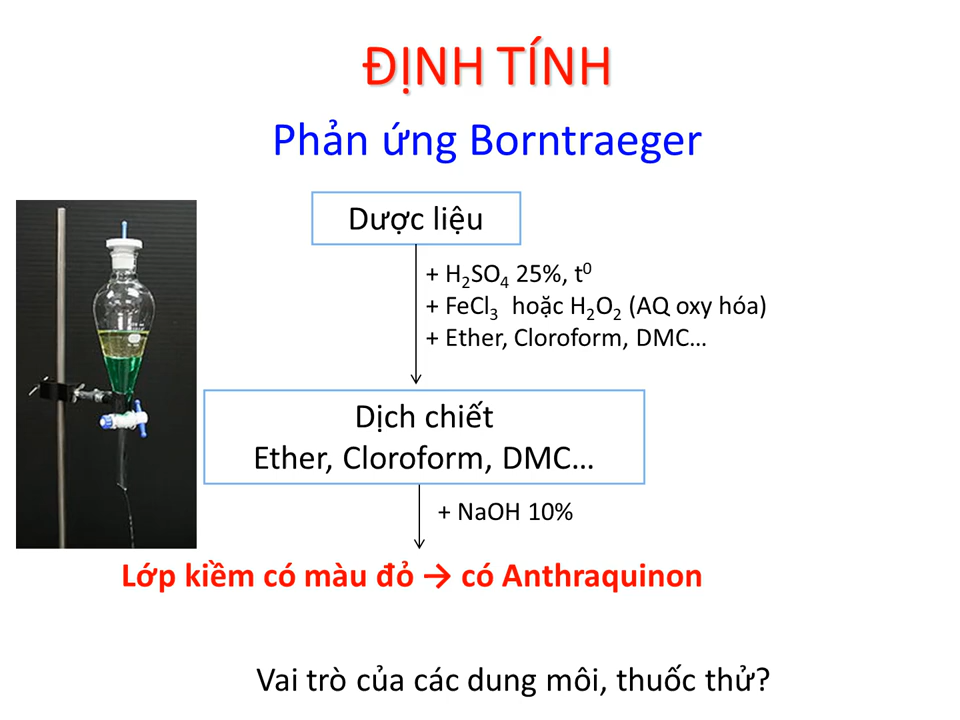 ĐỊNH TÍNH
Phản ứng Borntraeger
Dược liệu
+ H₂SO₄ 25%, t⁰
+ FeCl₃ hoặc H₂O₂ (AQ oxy hóa)
+ Ether, Cloroform, DMC...
Dịch chiết
Ether, Cloroform, DMC...
+ NaOH 10%
Lớp kiềm có màu đỏ → có Anthraquinon
Vai trò của các dung môi, thuốc thử?